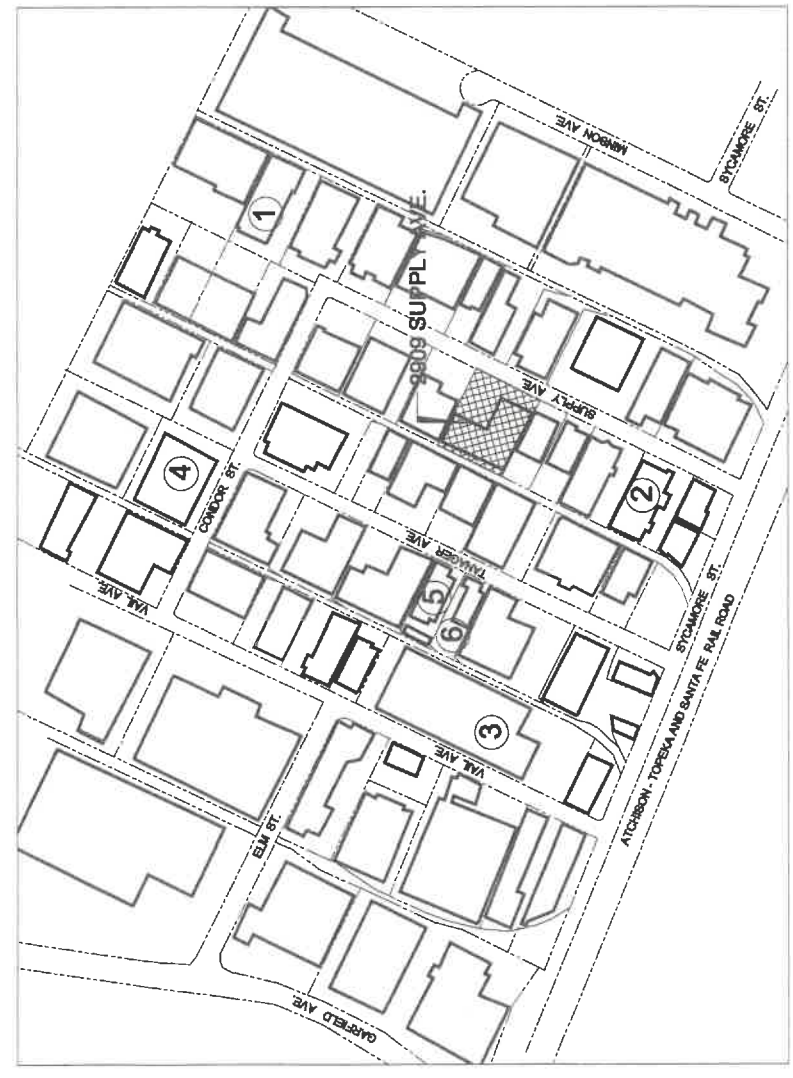 MINSON AVE.
SYCAMORE ST.
1
2909 SUPPLY AVE.
SUPPLY AVE.
4
CONDOR ST.
2
VAIL AVE.
TANAGER AVE.
5
6
SYCAMORE ST.
3
VAIL AVE.
ATCHISON - TOPEKA AND SANTA FE RAIL ROAD
ELM ST.
GARFIELD AVE.